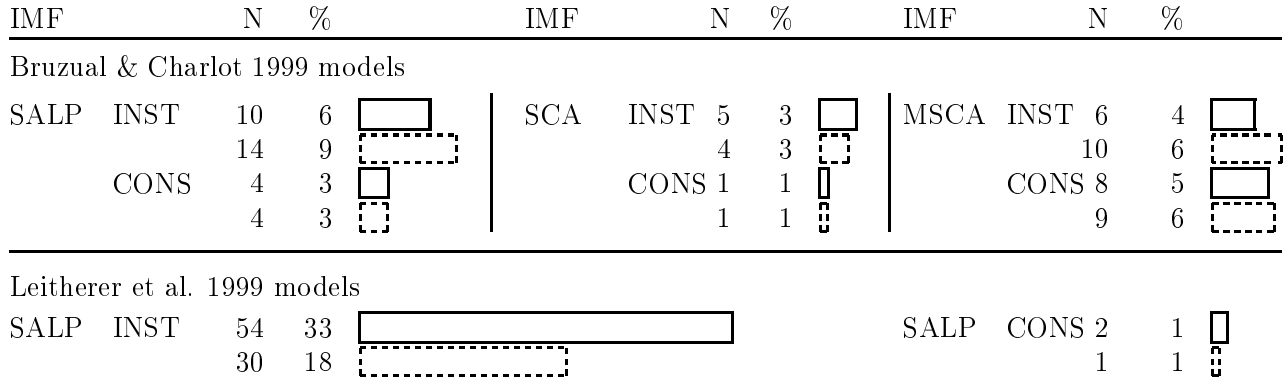 IMF N % IMF N % IMF N %
Bruzual & Charlot 1999 models
SALP INST 10 6 SCA INST 5 3 MSCA INST 6 4
14 9 4 3 10 6
CONS 4 3 CONS 1 1 CONS 8 5
4 3 1 1 9 6
Leitherer et al. 1999 models
SALP INST 54 33 SALP CONS 2 1
30 18 1 1